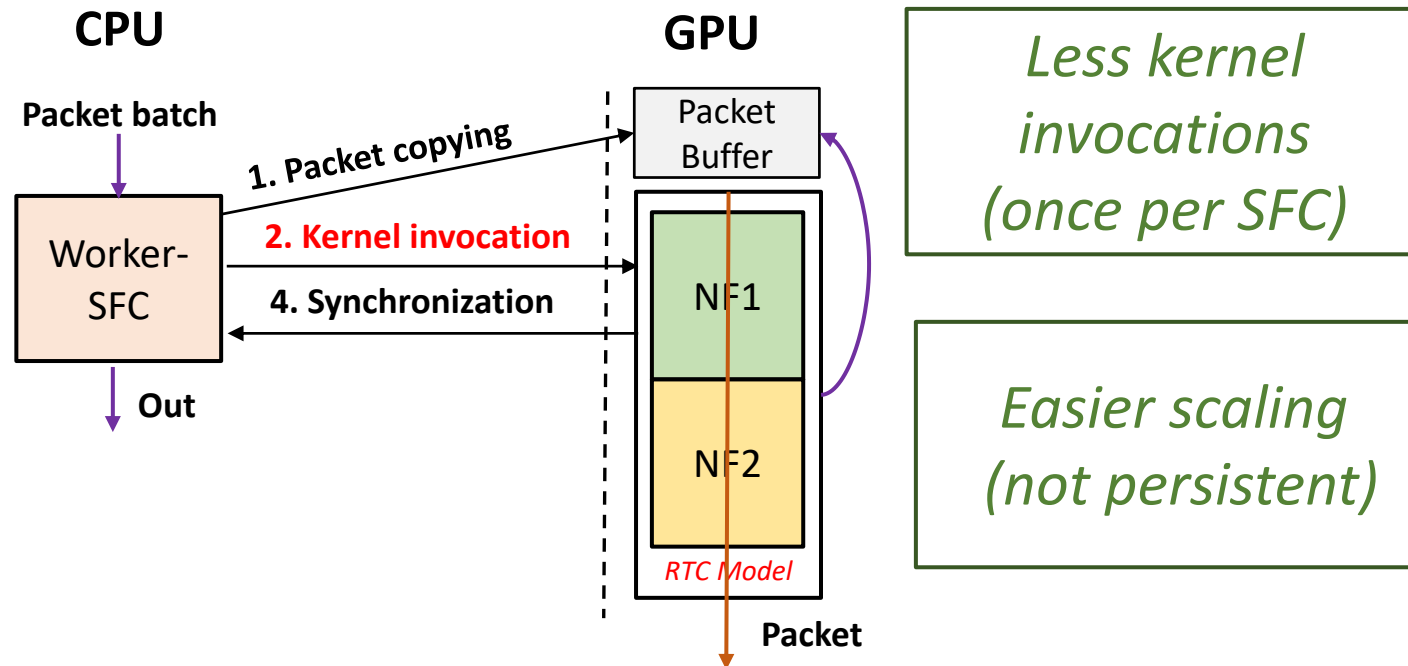 CPU
GPU
Packet batch
1. Packet copying
Packet
Buffer
2. Kernel invocation
Worker-
SFC
4. Synchronization
NF1
Out
NF2
RTC Model
Packet
Less kernel
invocations
(once per SFC)
Easier scaling
(not persistent)